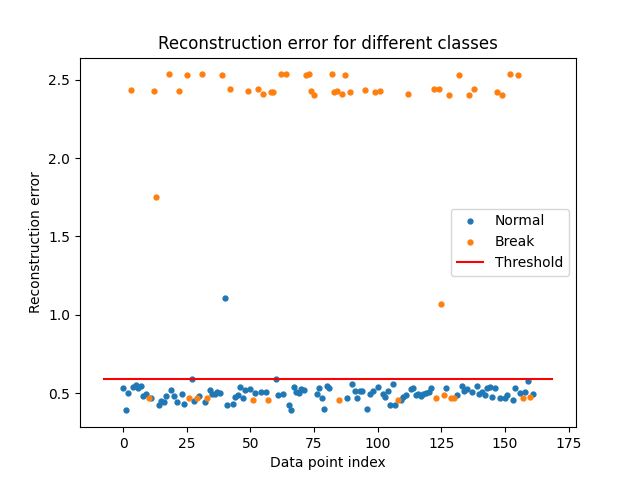 Reconstruction error for different classes
Reconstruction error
2.5
2.0
1.5
1.0
0.5
Normal
Break
Threshold
0 25 50 75 100 125 150 175
Data point index